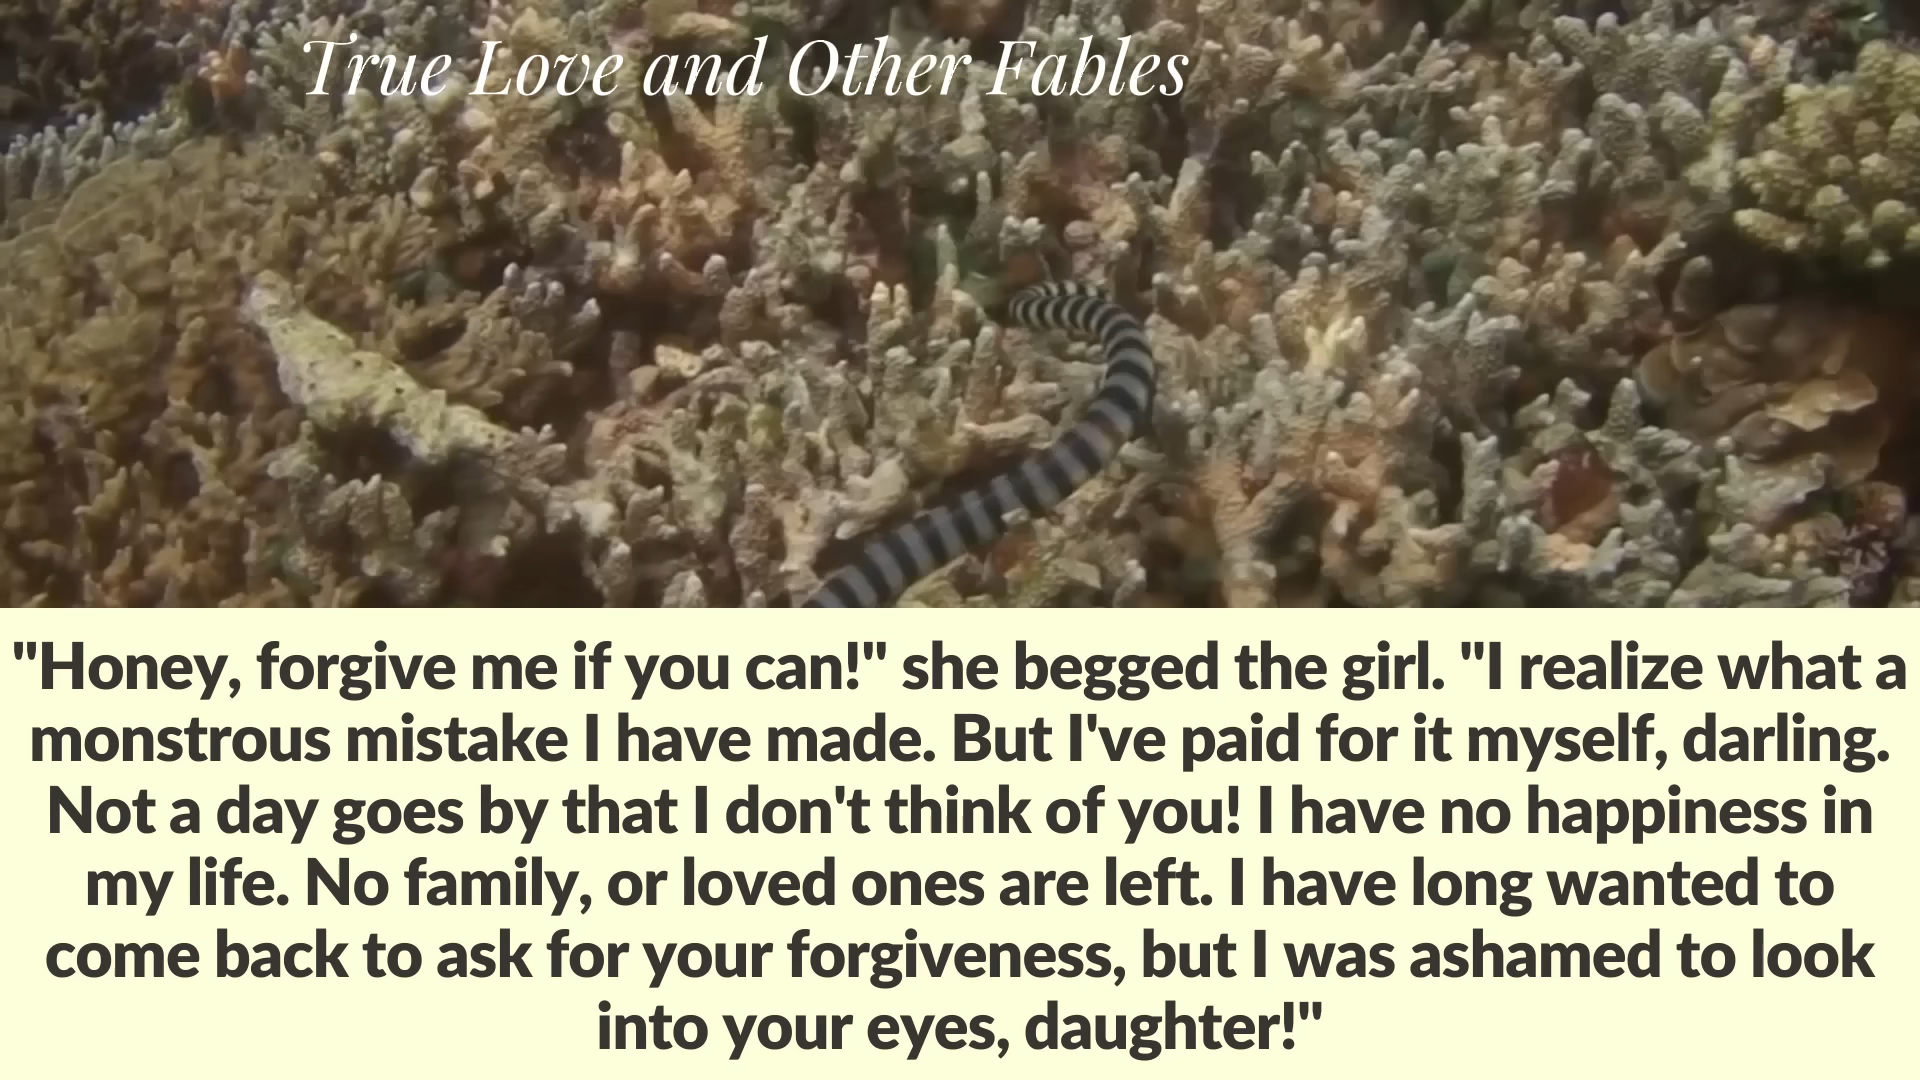 True Love and Other Fables
"Honey, forgive me if you can!" she begged the girl. "I realize what a
monstrous mistake I have made. But I've paid for it myself, darling.
Not a day goes by that I don't think of you! I have no happiness in
my life. No family, or loved ones are left. I have long wanted to
come back to ask for your forgiveness, but I was ashamed to look
into your eyes, daughter!"